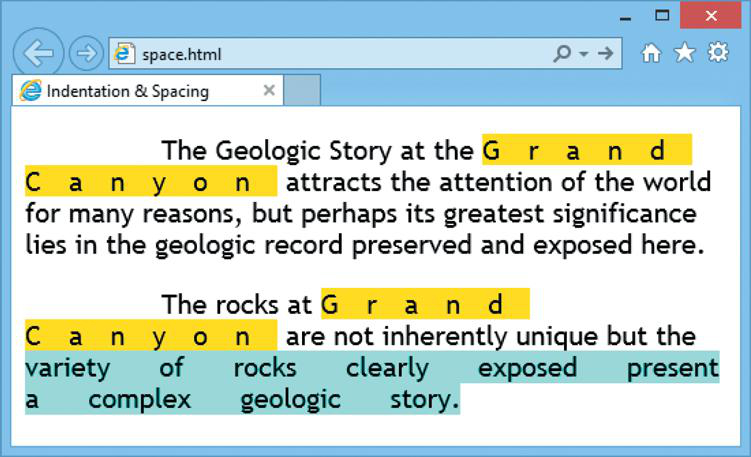 space.html
Indentation & Spacing
The Geologic Story at the G r a n d
C a n y o n attracts the attention of the world
for many reasons, but perhaps its greatest significance
lies in the geologic record preserved and exposed here.
The rocks at G r a n d
C a n y o n are not inherently unique but the
variety of rocks clearly exposed present
a complex geologic story.